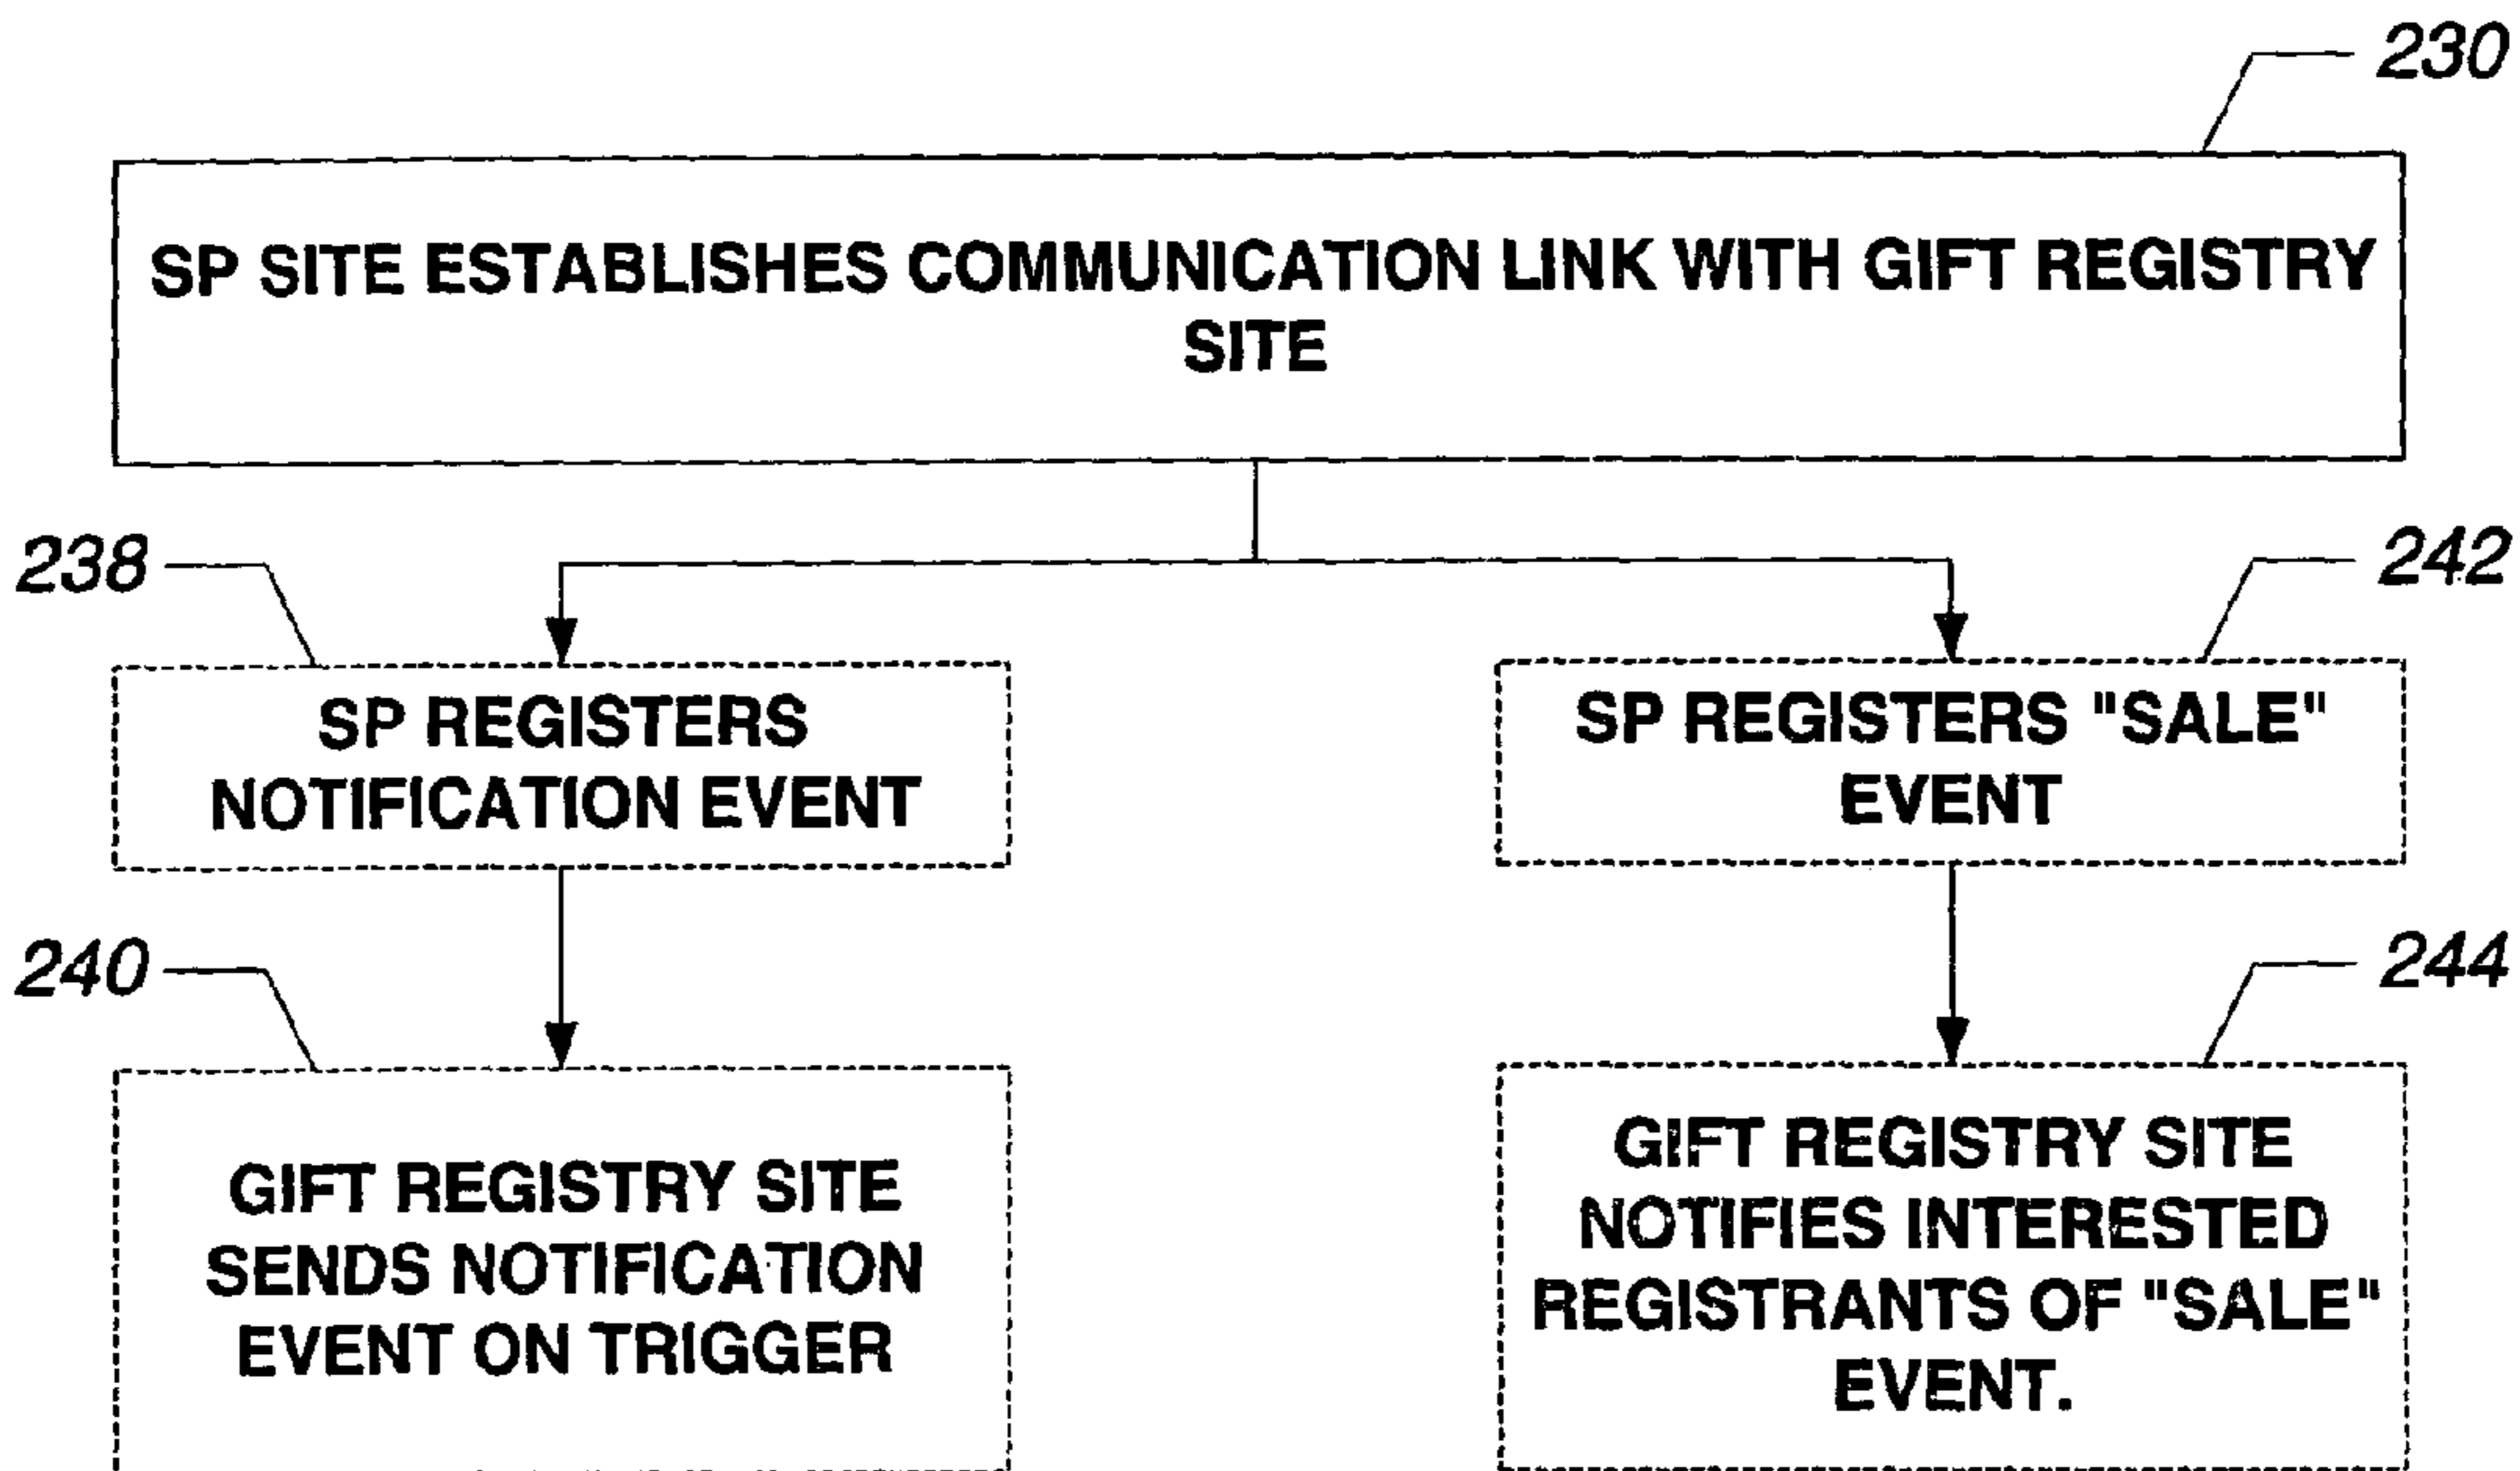 230
SP SITE ESTABLISHES COMMUNICATION LINK WITH GIFT REGISTRY
SITE
238
242
SP REGISTERS
NOTIFICATION EVENT
SP REGISTERS "SALE"
EVENT
240
244
GIFT REGISTRY SITE
SENDS NOTIFICATION
EVENT ON TRIGGER
GIFT REGISTRY SITE
NOTIFIES INTERESTED
REGISTRANTS OF "SALE"
EVENT.